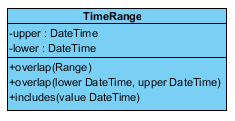 TimeRange
-upper : DateTime
-lower : DateTime
+overlap(Range)
+overlap(lower DateTime, upper DateTime)
+includes(value DateTime)